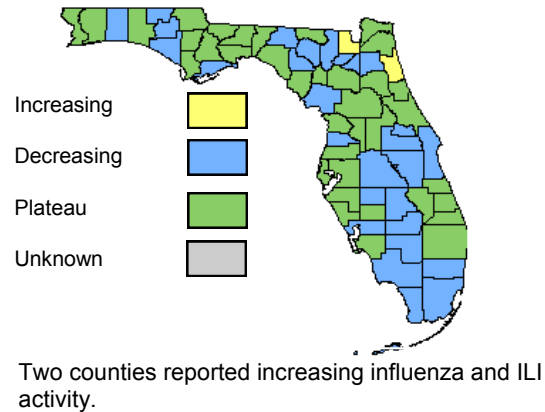 Increasing
Decreasing
Plateau
Unknown
Two counties reported increasing influenza and ILI
activity.